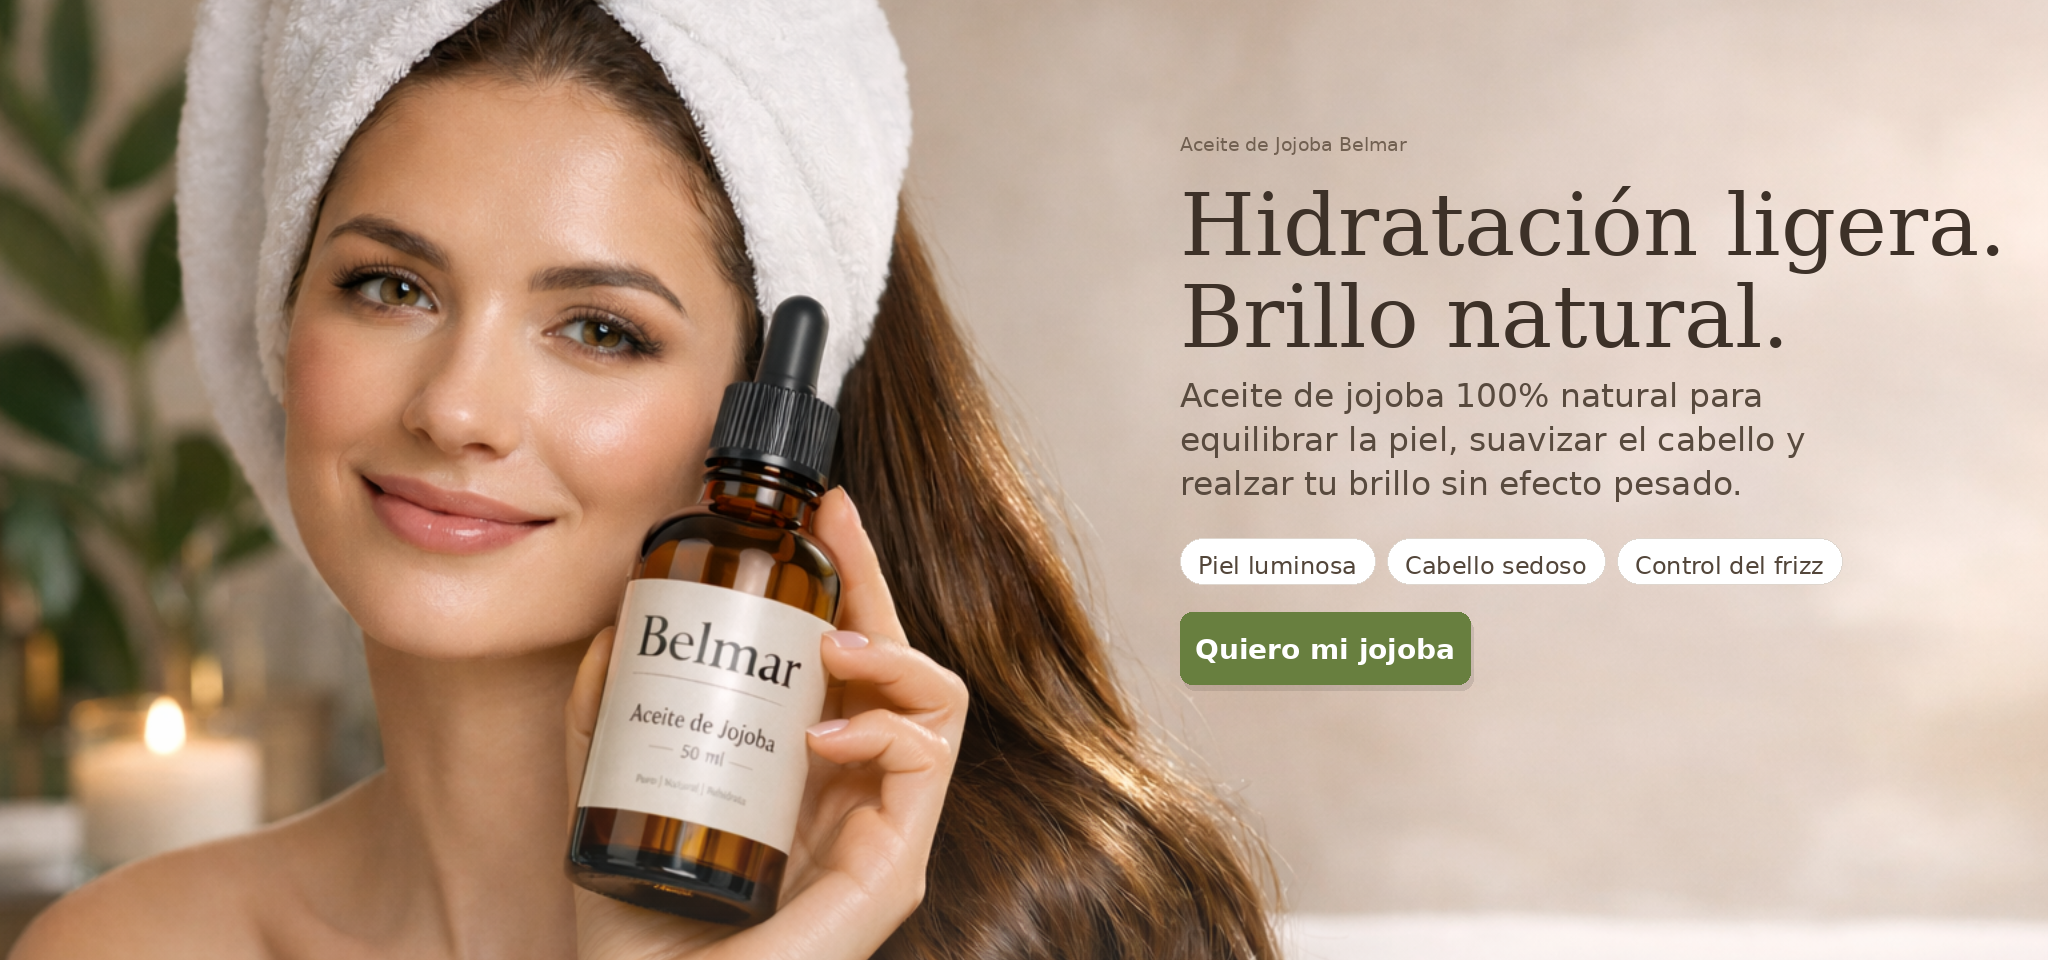 Aceite de Jojoba Belmar
Hidratación ligera.
Brillo natural.
Aceite de jojoba 100% natural para
equilibrar la piel, suavizar el cabello y
realzar tu brillo sin efecto pesado.
Piel luminosa
Cabello sedoso
Control del frizz
Quiero mi jojoba
Belmar
Aceite de Jojoba
50 ml
Puro | Natural |